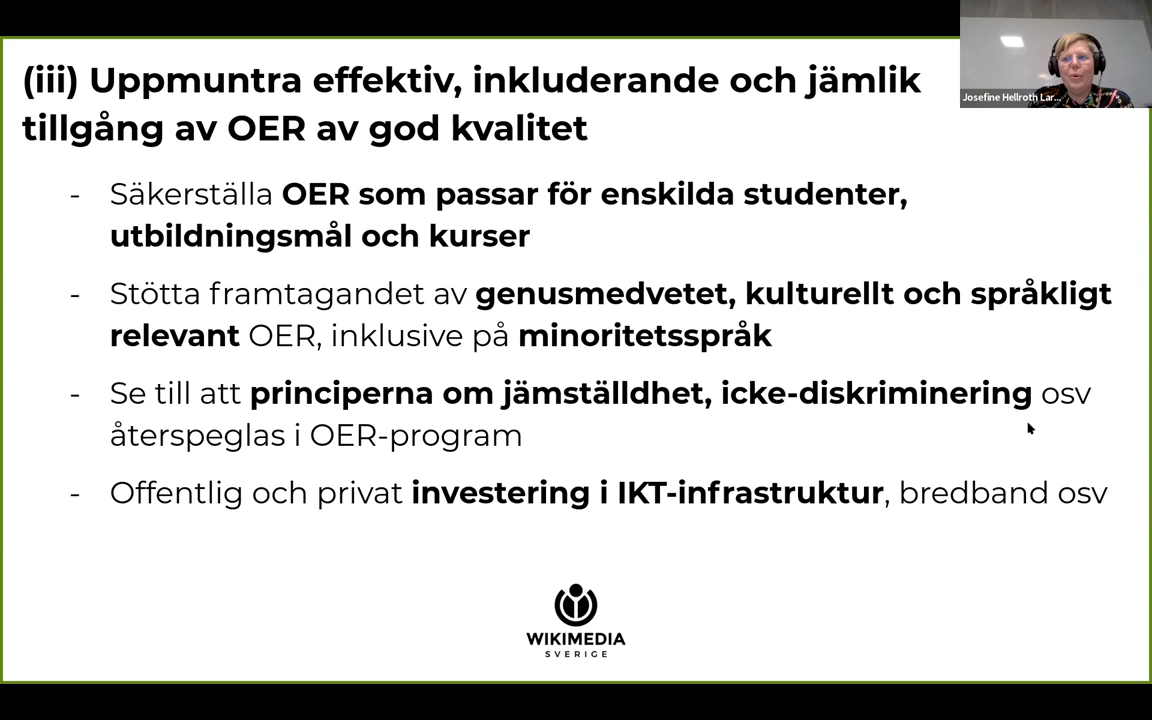 (iii) Uppmuntra effektiv, inkluderande och jämlik
tillgång av OER av god kvalitet
Josefine Hellroth Lar...
- Säkerställa OER som passar för enskilda studenter,
utbildningsmål och kurser
- Stötta framtagandet av genusmedvetet, kulturellt och språkligt
relevant OER, inklusive på minoritetsspråk
- Se till att principerna om jämställdhet, icke-diskriminering osv
återspeglas i OER-program
- Offentlig och privat investering i IKT-infrastruktur, bredband osv
WIKIMEDIA
SVERIGE